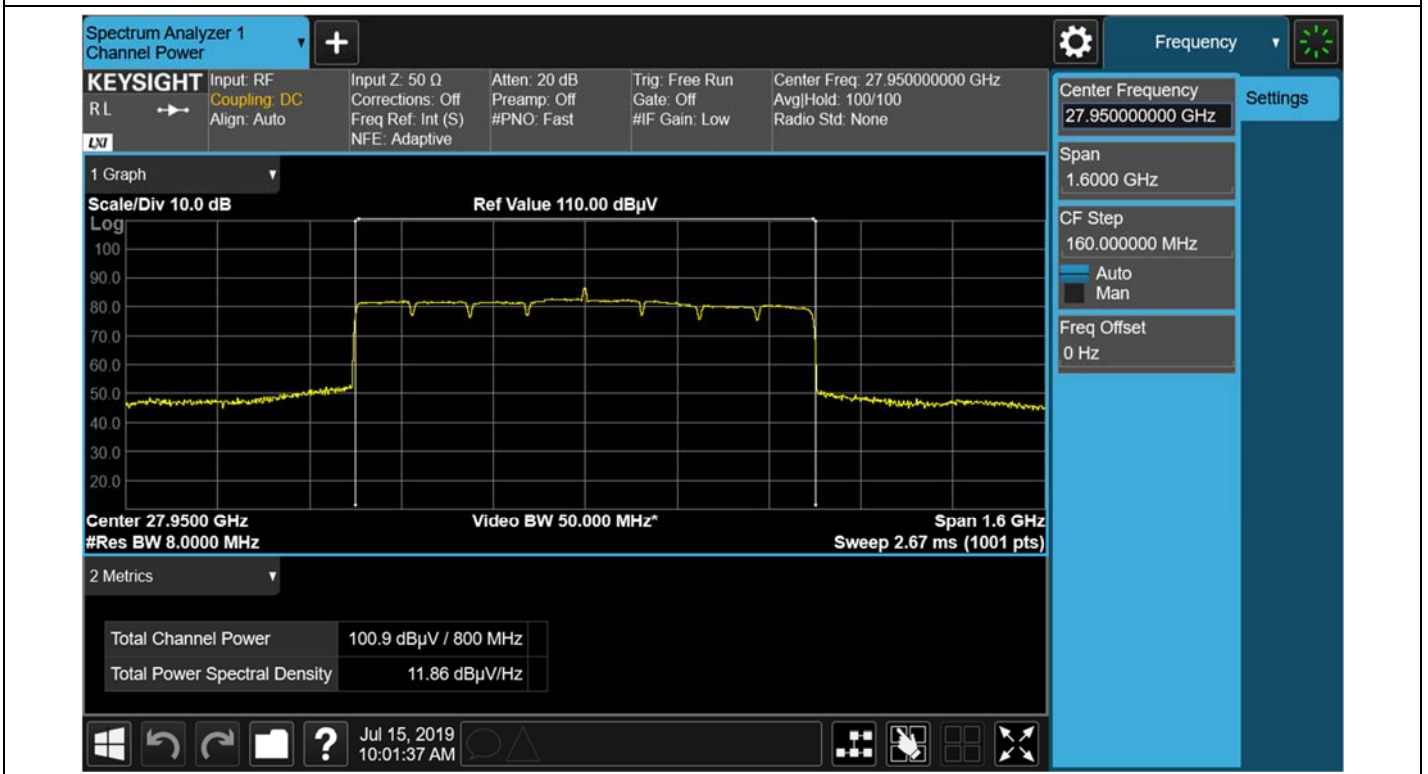 Spectrum Analyzer 1
Channel Power
+
Frequency
KEYSIGHT
RL
LXI
Input: RF
Coupling: DC
Align: Auto
Input Z: 50 Ω
Corrections: Off
Freq Ref: Int (S)
NFE: Adaptive
Atten: 20 dB
Preamp: Off
#PNO: Fast
Trig: Free Run
Gate: Off
#IF Gain: Low
Center Freq: 27.950000000 GHz
Avg|Hold: 100/100
Radio Std: None
Center Frequency
27.950000000 GHz
Settings
Span
1.6000 GHz
CF Step
160.000000 MHz
Auto
Man
Freq Offset
0 Hz
1 Graph
Scale/Div 10.0 dB
Ref Value 110.00 dBµV
Log
100
90.0
80.0
70.0
60.0
50.0
40.0
30.0
20.0
Center 27.9500 GHz
Video BW 50.000 MHz*
Span 1.6 GHz
#Res BW 8.0000 MHz
Sweep 2.67 ms (1001 pts)
2 Metrics
Total Channel Power 100.9 dBµV / 800 MHz
Total Power Spectral Density 11.86 dBµV/Hz
?
Jul 15, 2019
10:01:37 AM